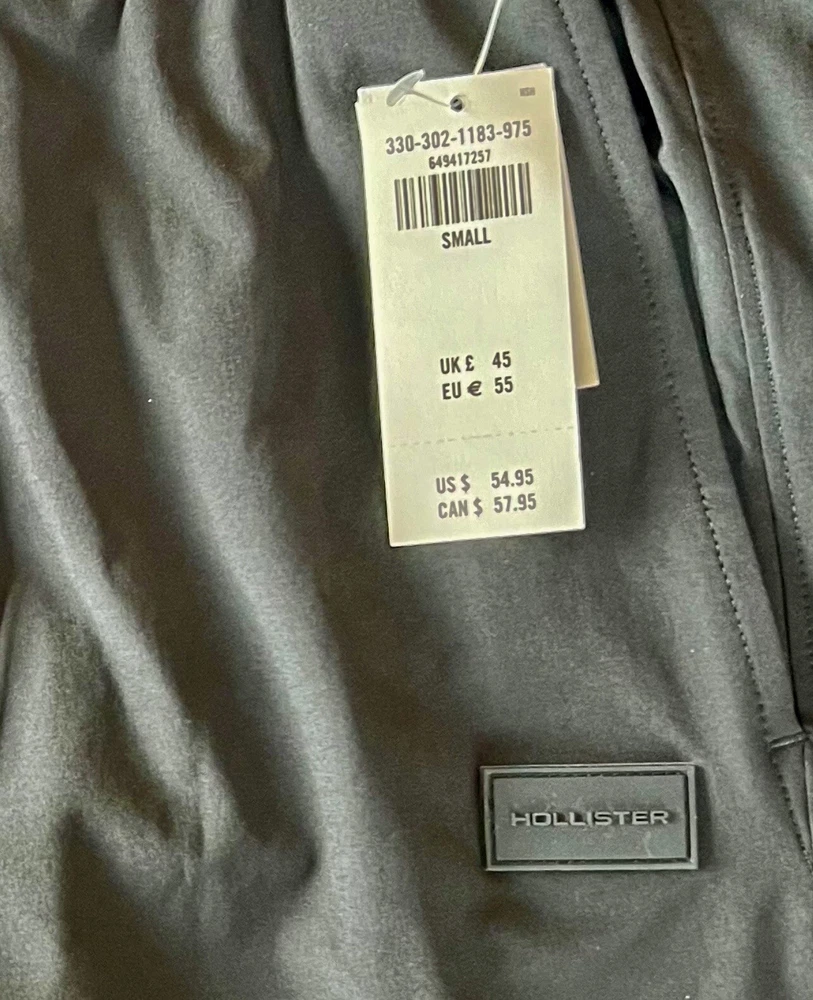 330-302-1183-975
649417257
SMALL
UK £ 45
EU € 55
US $ 54.95
CAN $ 57.95
HOLLISTER